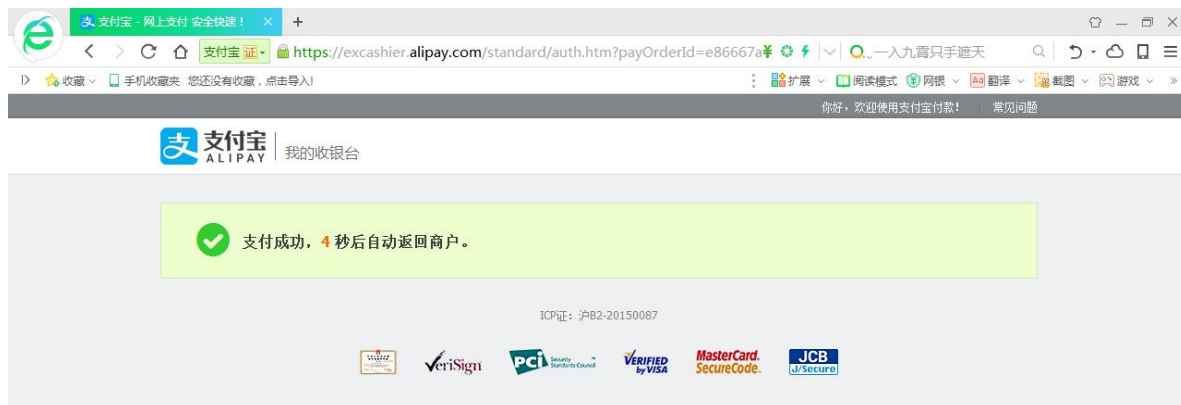 支付宝 - 网上支付 安全快速！
支付宝 证 https://excashier.alipay.com/standard/auth.htm?payOrderId=e86667a 一入九霄只手遮天
收藏 手机收藏夹 您还没有收藏，点击导入! 扩展 阅读模式 网银 翻译 截图 游戏
你好，欢迎使用支付宝付款! 常见问题
支付宝 我的收银台
ALIPAY
支付成功，4 秒后自动返回商户。
ICP证：沪B2-20150087
VeriSign PCI Security Standards Council VERIFIED by VISA MasterCard. SecureCode. JCB J/Secure